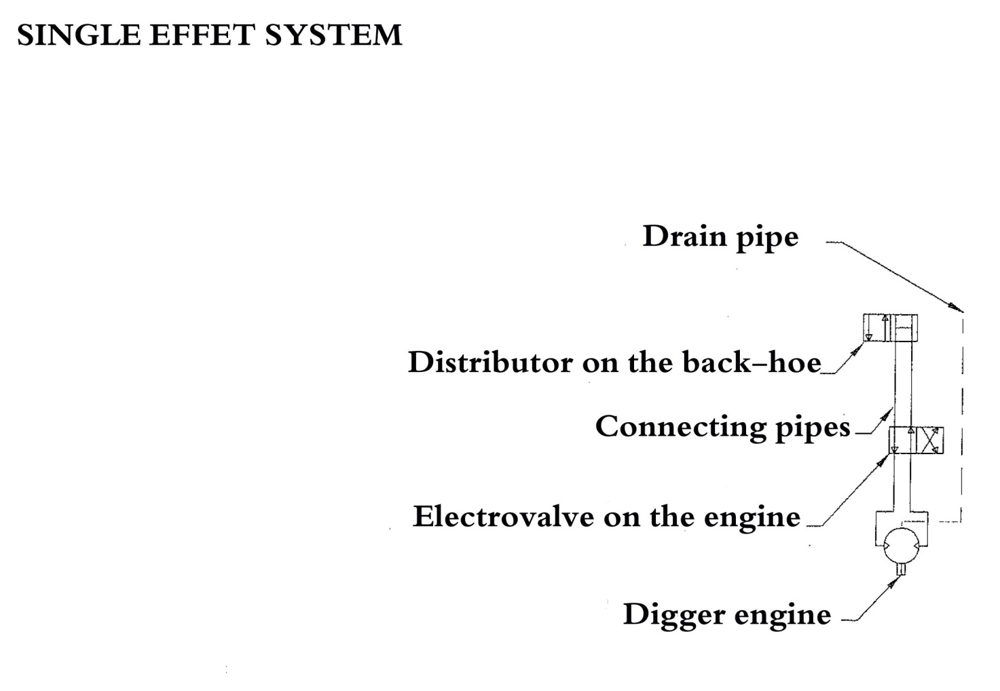 SINGLE EFFET SYSTEM
Drain pipe
Distributor on the back-hoe
Connecting pipes
Electrovalve on the engine
Digger engine